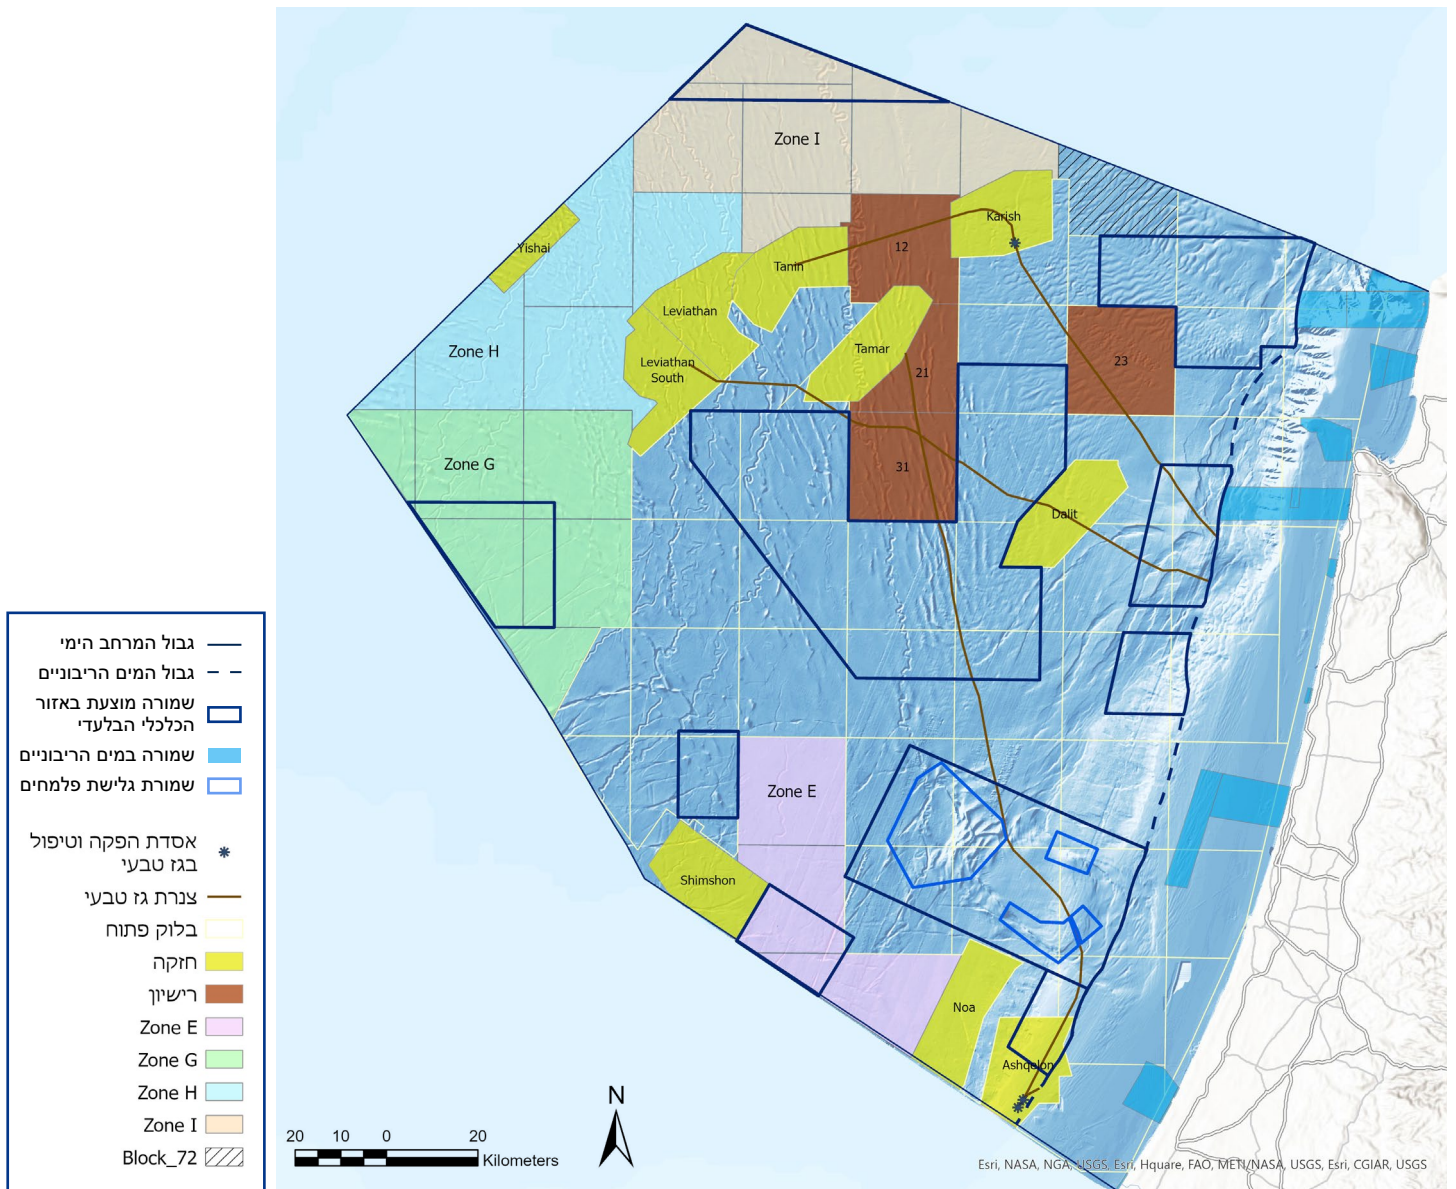 Zone I
Karish
12
Yishai
Tanin
Leviathan
Zone H
Tamar
Leviathan
South
21
23
Zone G
31
Dalit
Zone E
Shimshon
Noa
Ashqelon
גבול המרחב הימי
גבול המים הריבוניים
שמורה מוצעת באזור
הכלכלי הבלעדי
שמורה במים הריבוניים
שמורת גלישת פלמחים
אסדת הפקה וטיפול
בגז טבעי
צנרת גז טבעי
בלוק פתוח
חזקה
רישיון
Zone E
Zone G
Zone H
Zone I
Block_72
N
20 10 0 20
Kilometers
Esri, NASA, NGA, USGS, Esri, Hquare, FAO, METI/NASA, USGS, Esri, CGIAR, USGS